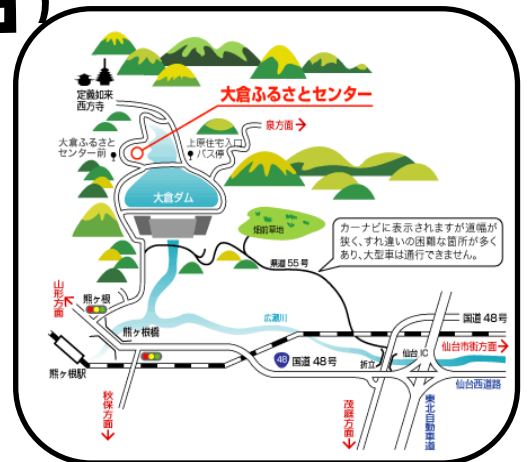 定義如来
西方寺
大倉ふるさとセンター
泉方面
大倉ふるさと
センター前
上原住宅入口
バス停
大倉ダム
畑前草地
カーナビに表示されますが道幅が
狭く、すれ違いの困難な箇所が多く
あり、大型車は通行できません。
県道55号
山形方面
熊ヶ根
熊ヶ根橋
広瀬川
国道48号
仙台市街方面
熊ヶ根駅
48 国道48号
折立
仙台IC
仙台西道路
秋保方面
茂庭方面
東北自動車道